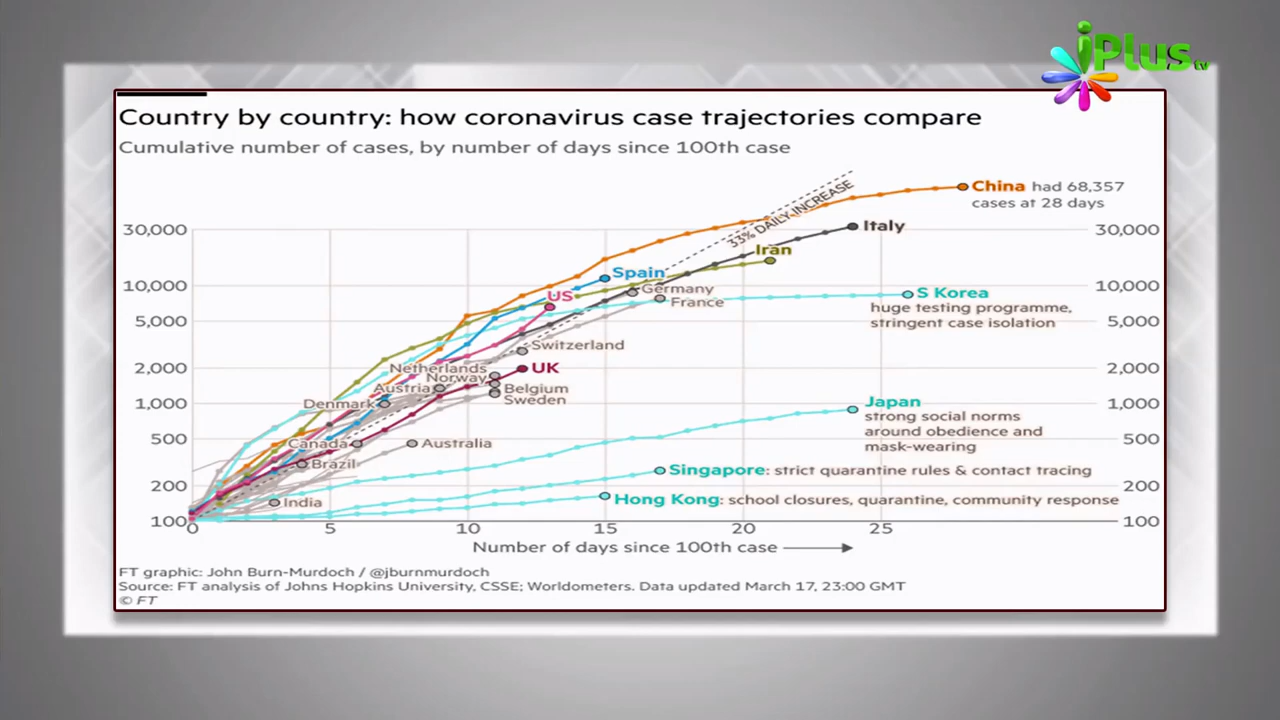 iPlus tv
Country by country: how coronavirus case trajectories compare
Cumulative number of cases, by number of days since 100th case
33% DAILY INCREASE
China had 68,357
cases at 28 days
30,000
Italy
30,000
Iran
Spain
10,000
US
Germany
France
S Korea
10,000
huge testing programme,
stringent case isolation
5,000
5,000
Switzerland
2,000
Netherlands
Norway
UK
2,000
Austria
Belgium
Sweden
Denmark
1,000
Japan
1,000
strong social norms
around obedience and
mask-wearing
500
Canada
Australia
500
Brazil
Singapore: strict quarantine rules & contact tracing
200
200
India
Hong Kong: school closures, quarantine, community response
100
100
0 5 10 15 20 25
Number of days since 100th case
FT graphic: John Burn-Murdoch / @jburnmurdoch
Source: FT analysis of Johns Hopkins University, CSSE; Worldometers. Data updated March 17, 23:00 GMT
© FT